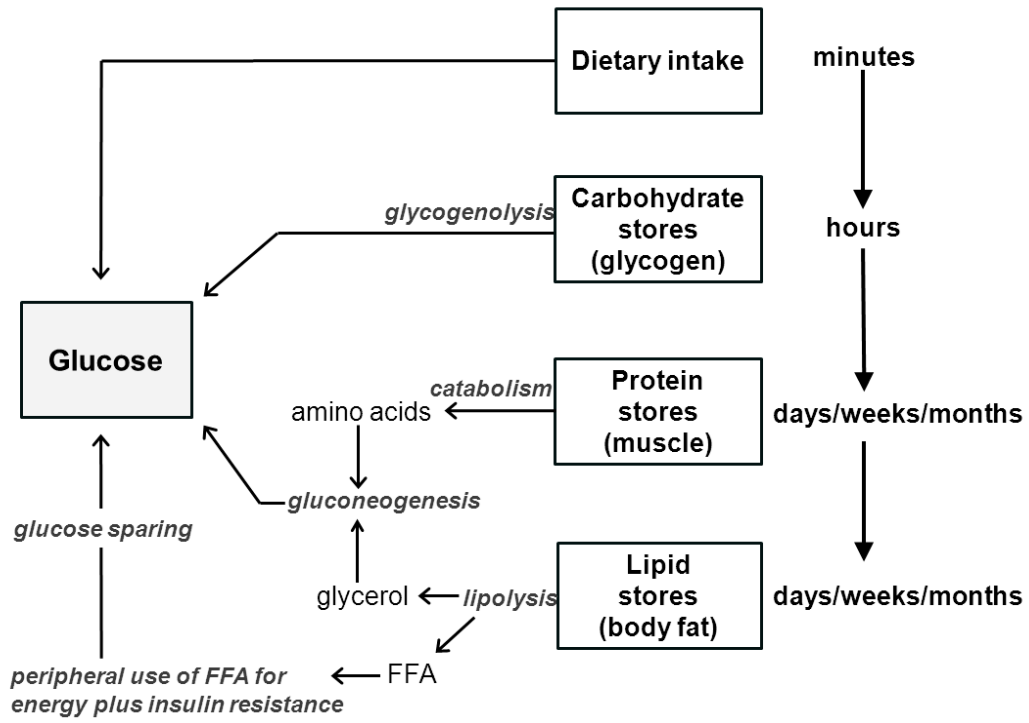 Dietary intake
minutes
glycogenolysis
Carbohydrate
stores
(glycogen)
hours
Glucose
catabolism
amino acids
Protein
stores
(muscle)
days/weeks/months
gluconeogenesis
glucose sparing
glycerol
lipolysis
Lipid
stores
(body fat)
days/weeks/months
FFA
peripheral use of FFA for
energy plus insulin resistance